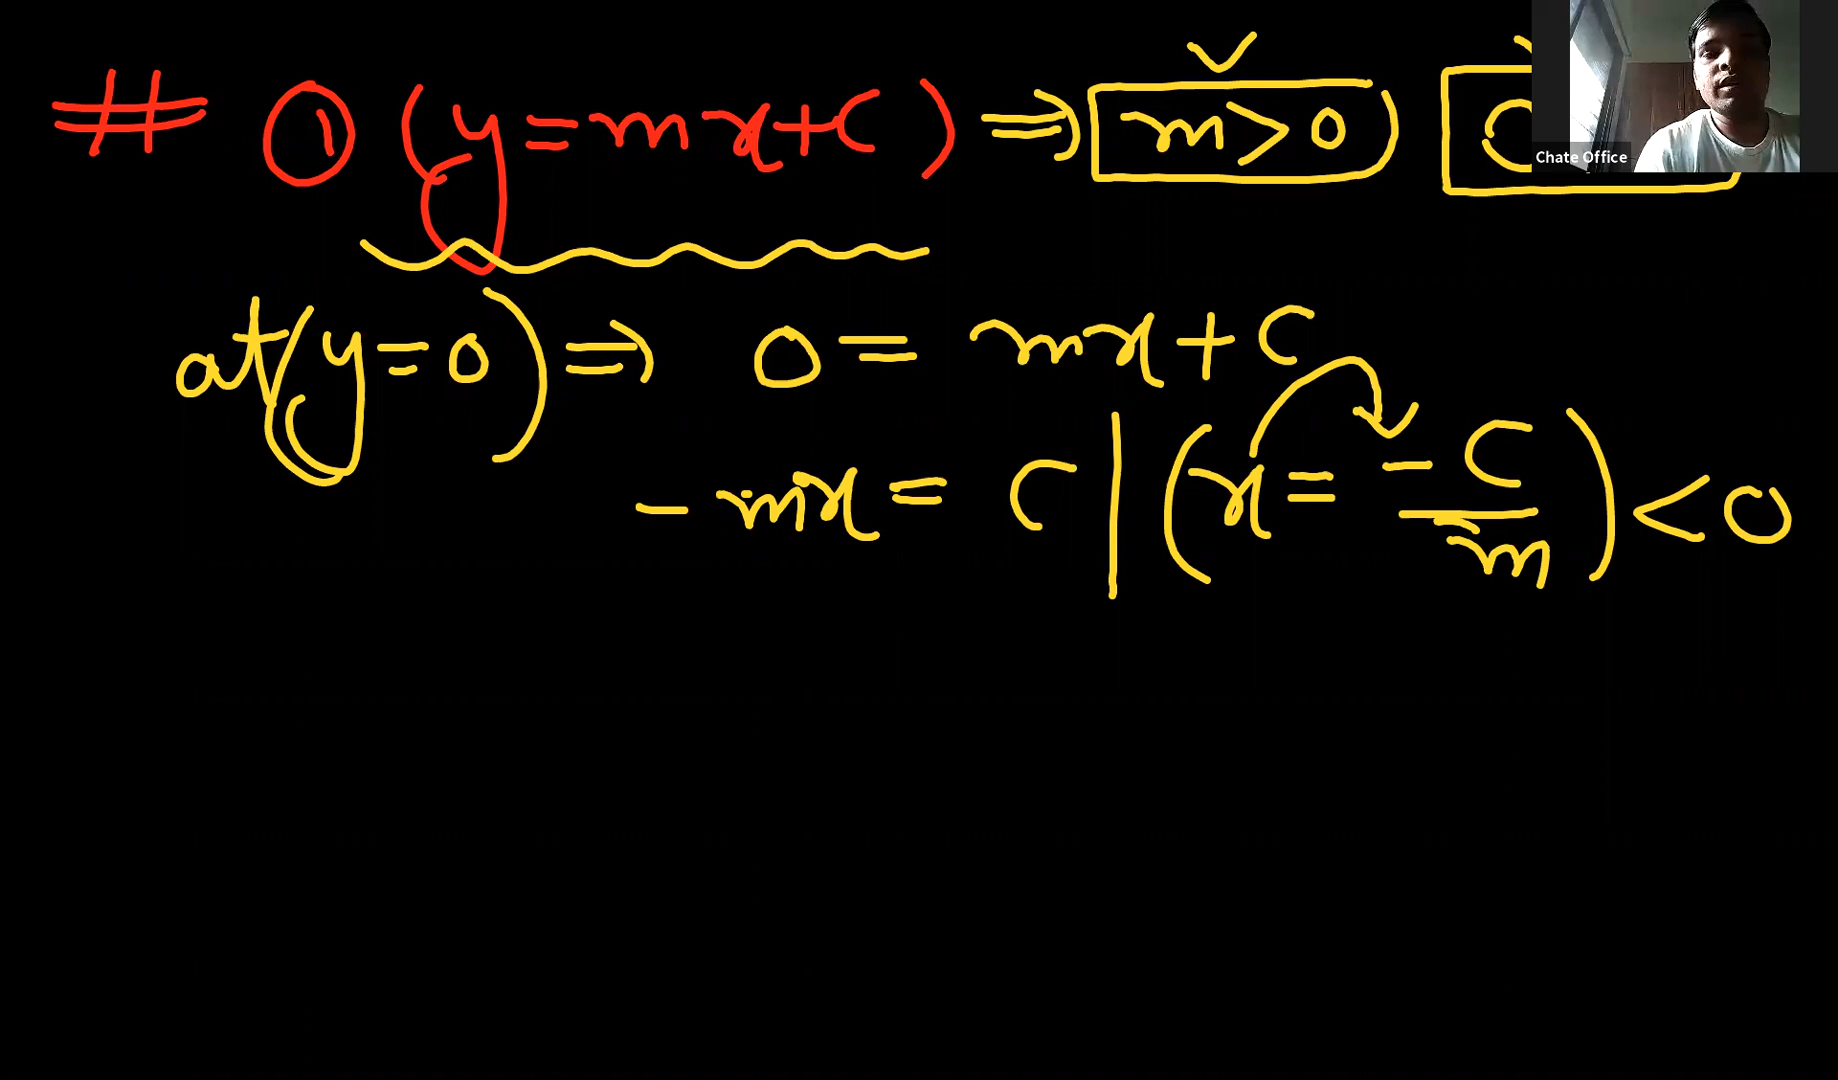 # ① (y = mx + C) ⇒ m > 0) C
Chate Office
at (y = 0) ⇒ 0 = mx + C
- mx = C | (x = - C / m) < 0